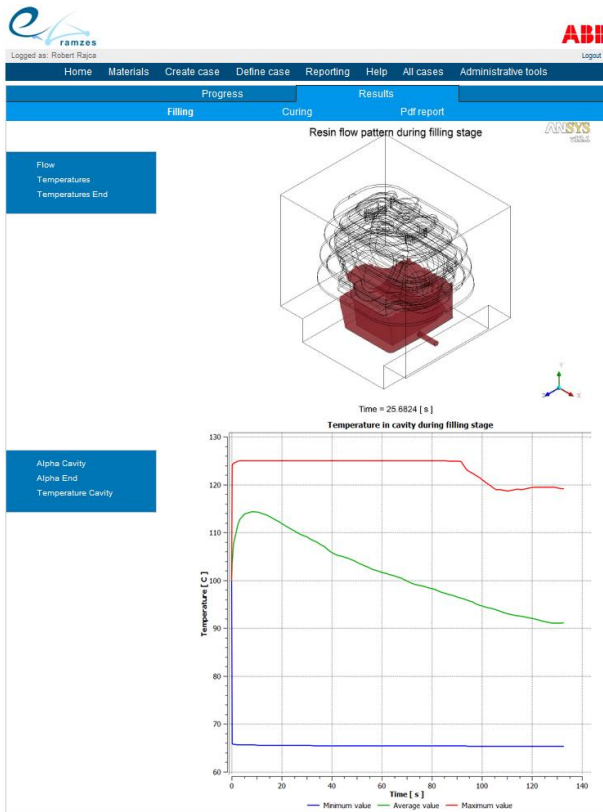 e
ramzes
ABB
Logged as: Robert Rajca
Logout
Home Materials Create case Define case Reporting Help All cases Administrative tools
Progress Results
Filling Curing Pdf report
Resin flow pattern during filling stage
ANSYS
Flow
Temperatures
Temperatures End
Y
X
Time = 25.6824 [ s ]
Temperature in cavity during filling stage
Alpha Cavity
Alpha End
Temperature Cavity
130
120
110
100
90
80
70
60
Temperature [ C ]
0 20 40 60 80 100 120 140
Time [ s ]
Minimum value Average value Maximum value